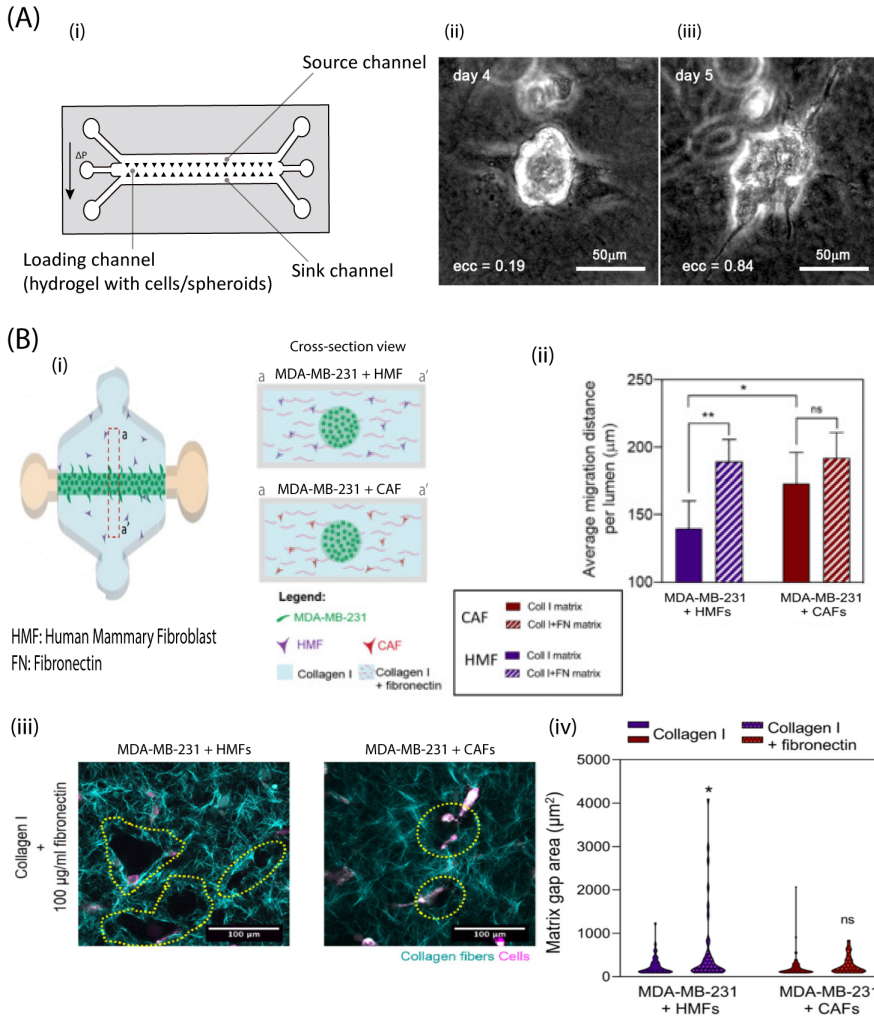 (A)
(i)
Source channel
ΔP
Loading channel
(hydrogel with cells/spheroids)
Sink channel
(ii)
day 4
ecc = 0.19
50μm
(iii)
day 5
ecc = 0.84
50μm
(B)
(i)
a
a'
HMF: Human Mammary Fibroblast
FN: Fibronectin
Cross-section view
MDA-MB-231 + HMF
a
a'
MDA-MB-231 + CAF
a
a'
Legend:
MDA-MB-231
HMF
CAF
Collagen I
Collagen I
+ fibronectin
(ii)
Average migration distance
per lumen (μm)
250
200
150
100
*
**
ns
MDA-MB-231
+ HMFs
MDA-MB-231
+ CAFs
CAF
Coll I matrix
Coll I+FN matrix
HMF
Coll I matrix
Coll I+FN matrix
(iii)
MDA-MB-231 + HMFs
MDA-MB-231 + CAFs
Collagen I
+
100 μg/ml fibronectin
100 μm
100 μm
Collagen fibers Cells
(iv)
Collagen I
Collagen I
+ fibronectin
Matrix gap area (μm²)
5000
4000
3000
2000
1000
0
*
ns
MDA-MB-231
+ HMFs
MDA-MB-231
+ CAFs